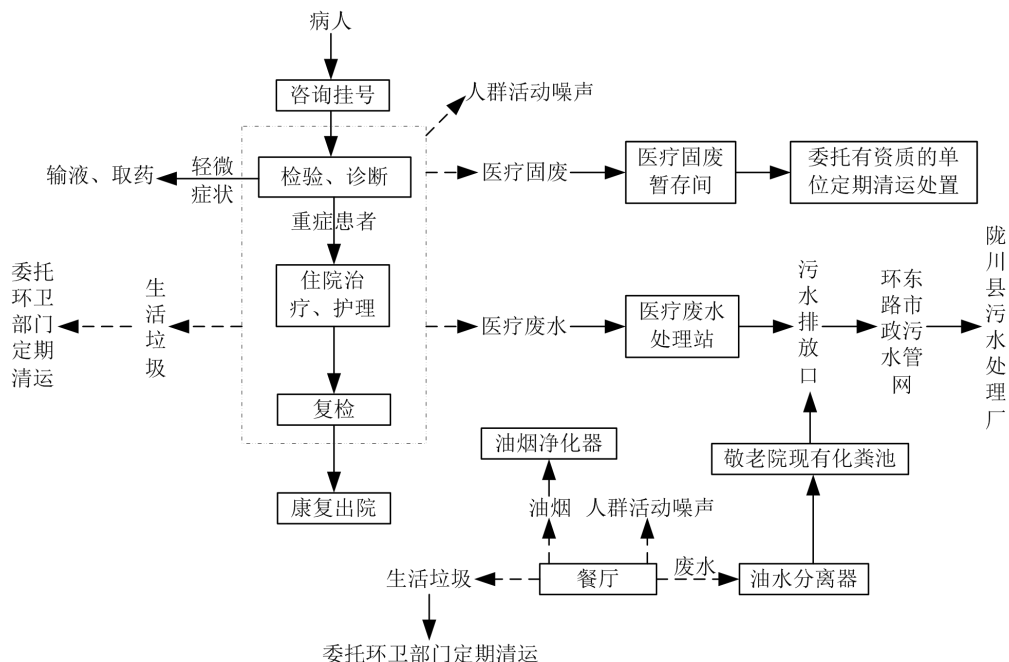 病人
咨询挂号
人群活动噪声
检验、诊断
轻微
症状
输液、取药
医疗固废
医疗固废
暂存间
委托有资质的单
位定期清运处置
重症患者
住院治
疗、护理
生活垃圾
委托
环卫
部门
定期
清运
医疗废水
医疗废水
处理站
污水排放口
环东
路市
政污
水管
网
陇川县污水处理厂
复检
康复出院
油烟净化器
敬老院现有化粪池
油烟
人群活动噪声
生活垃圾
餐厅
废水
油水分离器
委托环卫部门定期清运